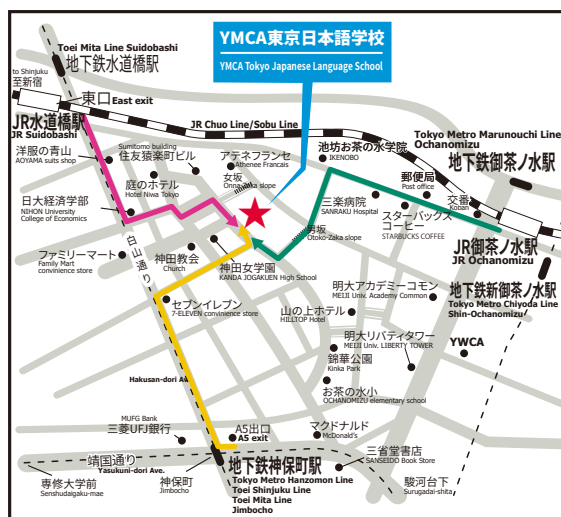 YMCA東京日本語学校
YMCA Tokyo Japanese Language School
Toei Mita Line Suidobashi
地下鉄水道橋駅
to Shinjuku
至新宿
東口 East exit
JR水道橋駅
JR Suidobashi
JR Chuo Line/Sobu Line
洋服の青山
AOYAMA suits shop
Sumitomo building
住友猿楽町ビル
アテネフランセ
Athenee Francais
池坊お茶の水学院
IKENOBO
Tokyo Metro Marunouchi Line
Ochanomizu
地下鉄御茶ノ水駅
女坂
Onna-zaka slope
庭のホテル
Hotel Niwa Tokyo
郵便局
Post office
交番
Koban
日大経済学部
NIHON University
College of Economics
三楽病院
SANRAKU Hospital
スターバックス
コーヒー
STARBUCKS COFFEE
男坂
Otoko-Zaka slope
JR御茶ノ水駅
JR Ochanomizu
白山通り
ファミリーマート
Family Mart
convinience store
神田教会
Church
神田女学園
KANDA JOGAKUEN High School
地下鉄新御茶ノ水駅
Tokyo Metro Chiyoda Line
Shin-Ochanomizu
明大アカデミーコモン
MEIJI Univ. Academy Common
セブンイレブン
7-ELEVEN convinience store
山の上ホテル
HILLTOP Hotel
明大リバティタワー
MEIJI Univ. LIBERTY TOWER
YWCA
錦華公園
Kinka Park
Hakusan-dori Av.
お茶の水小
OCHANOMIZU elementary school
MUFG Bank
三菱UFJ銀行
A5出口
A5 exit
マクドナルド
McDonald's
三省堂書店
SANSEIDO Book Store
靖国通り
Yasukuni-dori Ave.
地下鉄神保町駅
Tokyo Metro Hanzomon Line
Toei Shinjuku Line
Toei Mita Line
Jimbocho
専修大学前
Senshudaigaku-mae
神保町
Jimbocho
駿河台下
Surugadai-shita